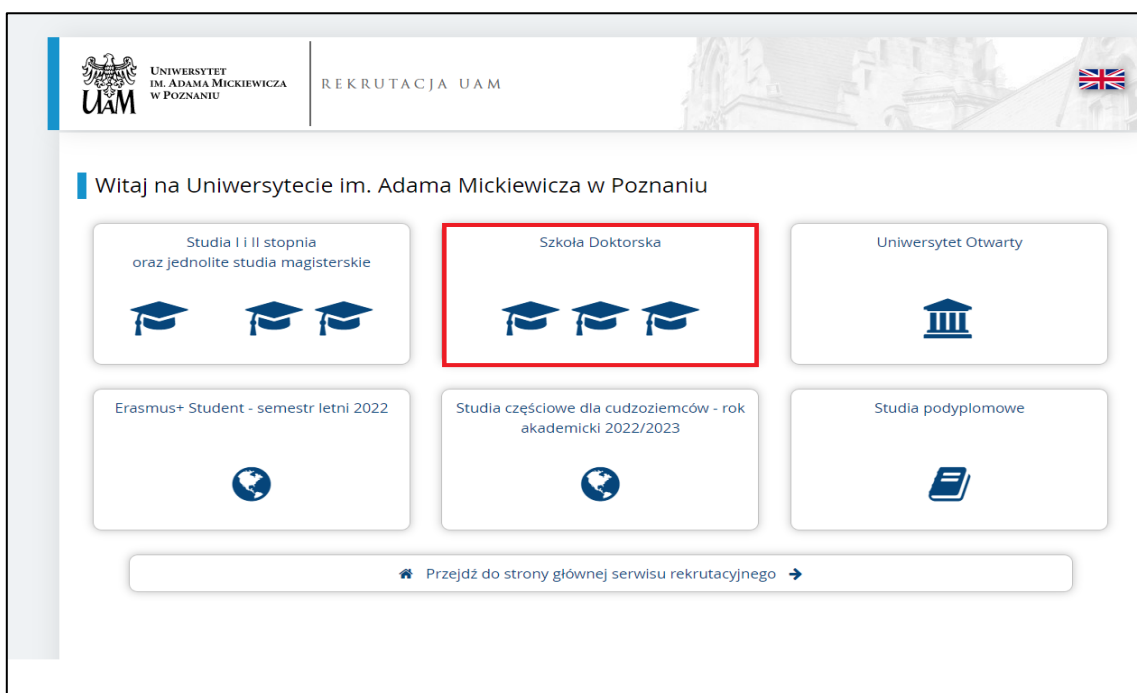 UNIWERSYTET
IM. ADAMA MICKIEWICZA
W POZNANIU
UAM
REKRUTACJA UAM
Witaj na Uniwersytecie im. Adama Mickiewicza w Poznaniu
Studia I i II stopnia
oraz jednolite studia magisterskie
Szkoła Doktorska
Uniwersytet Otwarty
Erasmus+ Student - semestr letni 2022
Studia częściowe dla cudzoziemców - rok
akademicki 2022/2023
Studia podyplomowe
Przejdź do strony głównej serwisu rekrutacyjnego